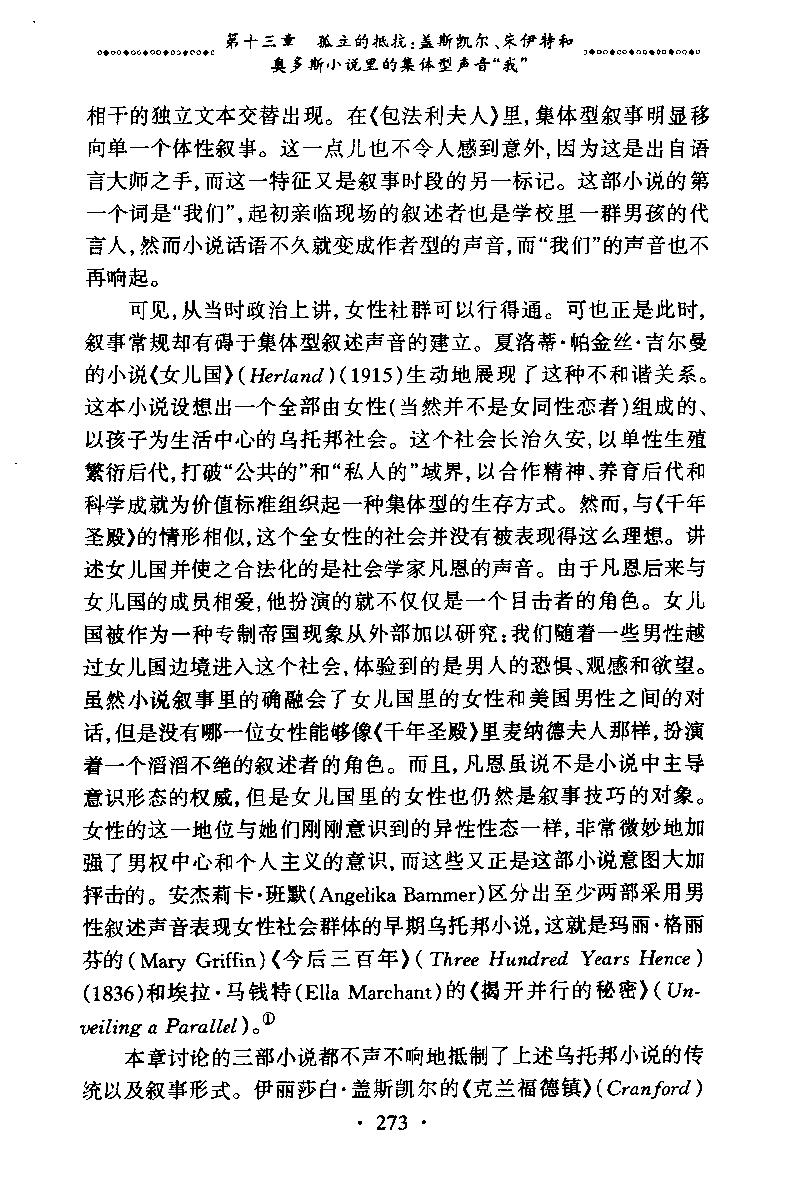 第十三章 孤立的抵抗:盖斯凯尔、朱伊特和
奥多斯小说里的集体型声音“我”
相干的独立文本交替出现。在《包法利夫人》里,集体型叙事明显移
向单一个体性叙事。这一点儿也不令人感到意外,因为这是出自语
言大师之手,而这一特征又是叙事时段的另一标记。这部小说的第
一个词是“我们”,起初亲临现场的叙述者也是学校里一群男孩的代
言人,然而小说话语不久就变成作者型的声音,而“我们”的声音也不
再响起。
可见,从当时政治上讲,女性社群可以行得通。可也正是此时,
叙事常规却有碍于集体型叙述声音的建立。夏洛蒂·帕金丝·吉尔曼
的小说《女儿国》(Herland)(1915)生动地展现了这种不和谐关系。
这本小说设想出一个全部由女性(当然并不是女同性恋者)组成的、
以孩子为生活中心的乌托邦社会。这个社会长治久安,以单性生殖
繁衍后代,打破“公共的”和“私人的”域界,以合作精神、养育后代和
科学成就为价值标准组织起一种集体型的生存方式。然而,与《千年
圣殿》的情形相似,这个全女性的社会并没有被表现得这么理想。讲
述女儿国并使之合法化的是社会学家凡恩的声音。由于凡恩后来与
女儿国的成员相爱,他扮演的就不仅仅是一个目击者的角色。女儿
国被作为一种专制帝国现象从外部加以研究;我们随着一些男性越
过女儿国边境进入这个社会,体验到的是男人的恐惧、观感和欲望。
虽然小说叙事里的确融会了女儿国里的女性和美国男性之间的对
话,但是没有哪一位女性能够像《千年圣殿》里麦纳德夫人那样,扮演
着一个滔滔不绝的叙述者的角色。而且,凡恩虽说不是小说中主导
意识形态的权威,但是女儿国里的女性也仍然是叙事技巧的对象。
女性的这一地位与她们刚刚意识到的异性性态一样,非常微妙地加
强了男权中心和个人主义的意识,而这些又正是这部小说意图大加
抨击的。安杰莉卡·班默(Angelika Bammer)区分出至少两部采用男
性叙述声音表现女性社会群体的早期乌托邦小说,这就是玛丽·格丽
芬的(Mary Griffin)《今后三百年》(Three Hundred Years Hence)
(1836)和埃拉·马钱特(Ella Marchant)的《揭开并行的秘密》(Un-
veiling a Parallel)。①
本章讨论的三部小说都不声不响地抵制了上述乌托邦小说的传
统以及叙事形式。伊丽莎白·盖斯凯尔的《克兰福德镇》(Cranford)
· 273 ·